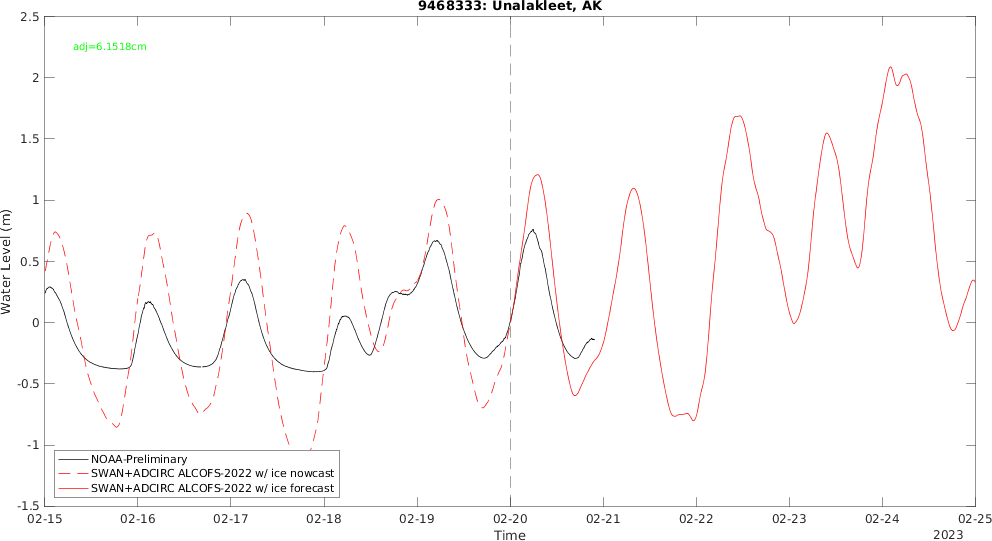 9468333: Unalakleet, AK
adj=6.1518cm
2.5
2
1.5
1
0.5
0
-0.5
-1
-1.5
Water Level (m)
NOAA-Preliminary
SWAN+ADCIRC ALCOFS-2022 w/ ice nowcast
SWAN+ADCIRC ALCOFS-2022 w/ ice forecast
02-15 02-16 02-17 02-18 02-19 02-20 02-21 02-22 02-23 02-24 02-25
Time
2023